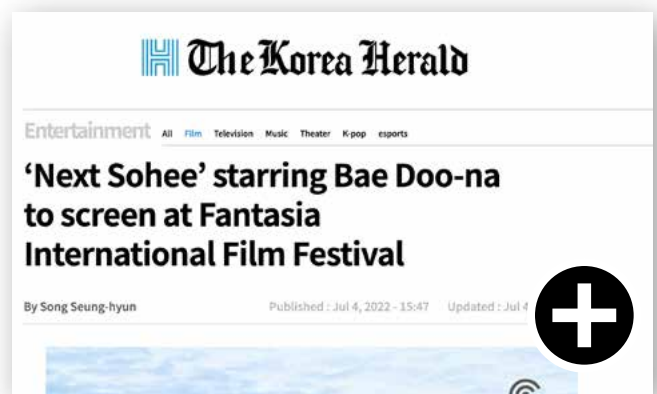 The Korea Herald
Entertainment All Film Television Music Theater K-pop esports
‘Next Sohee’ starring Bae Doo-na
to screen at Fantasia
International Film Festival
By Song Seung-hyun Published : Jul 4, 2022 - 15:47 Updated : Jul 4